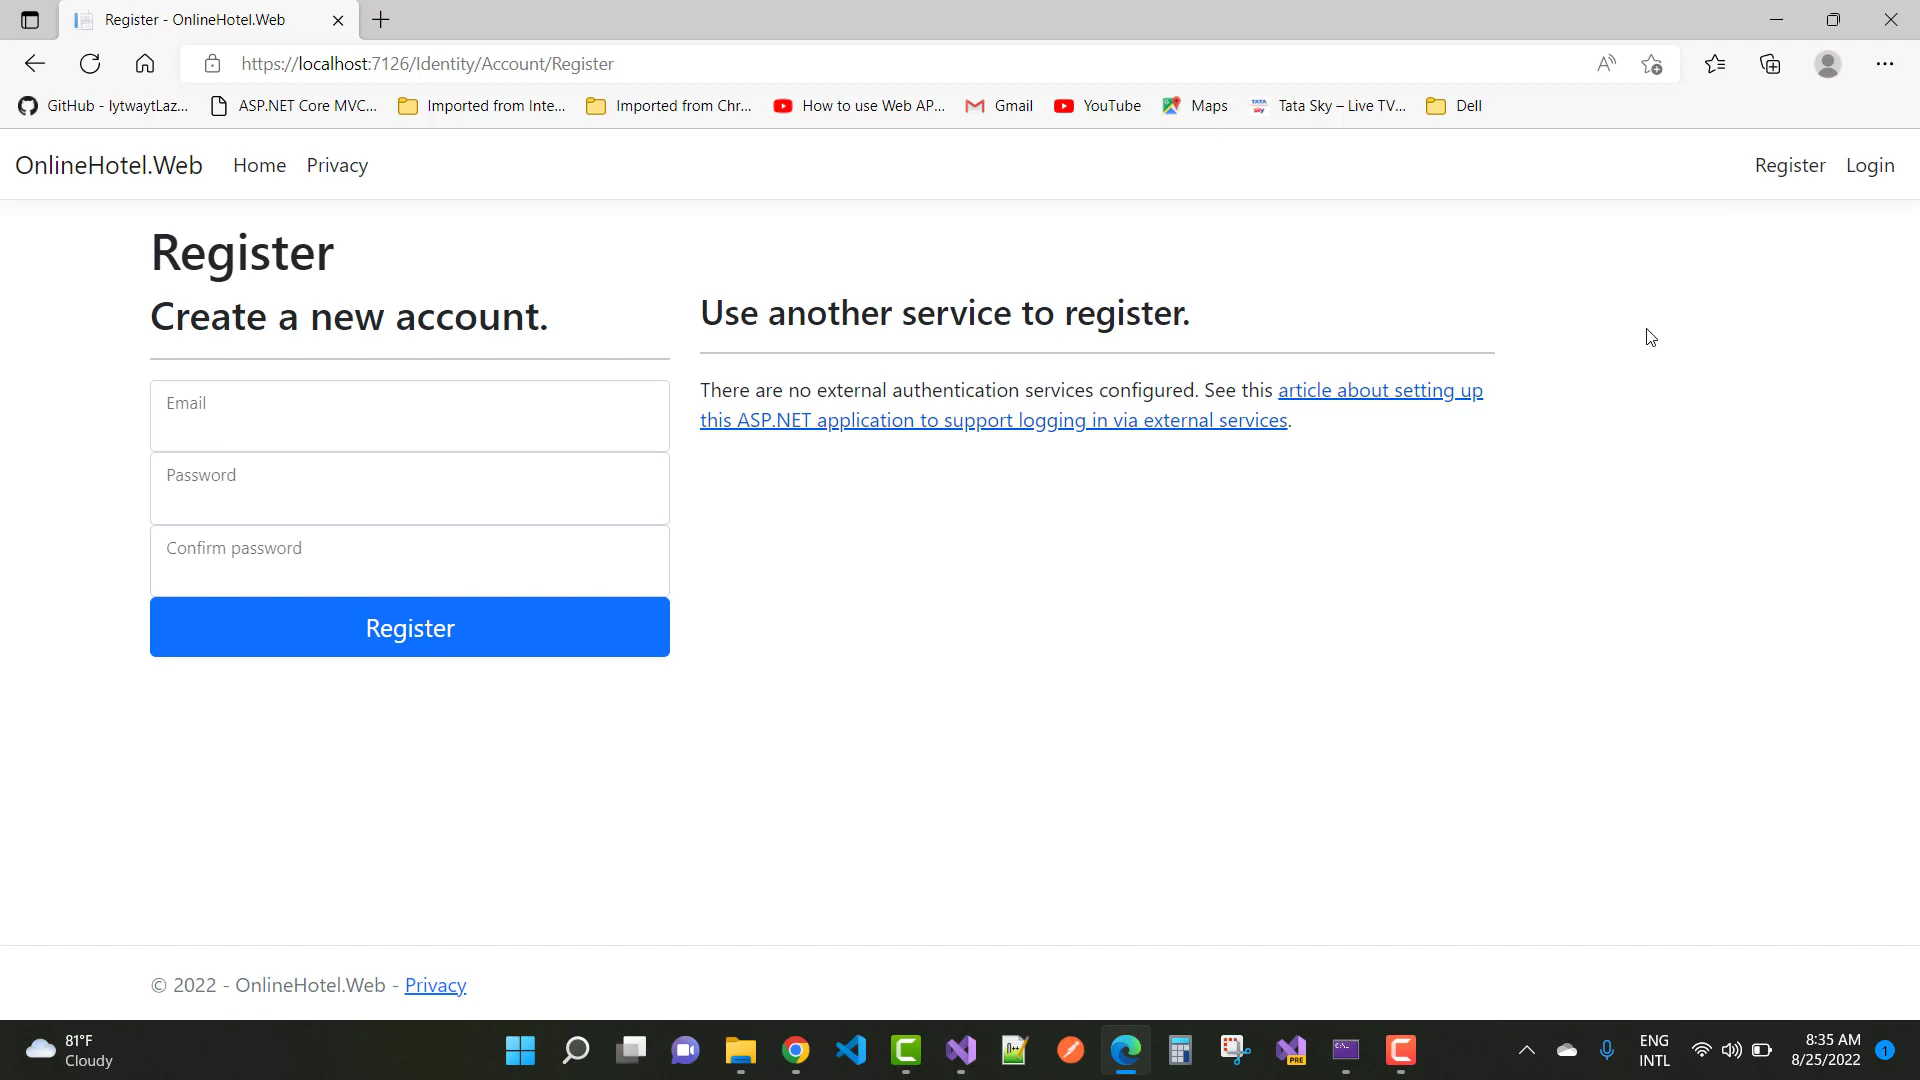 Register - OnlineHotel.Web
https://localhost:7126/Identity/Account/Register
GitHub - lytwaytLaz...
ASP.NET Core MVC...
Imported from Inte...
Imported from Chr...
How to use Web AP...
Gmail
YouTube
Maps
TATA sky
Tata Sky – Live TV...
Dell
OnlineHotel.Web
Home
Privacy
Register
Login
Register
Create a new account.
Email
Password
Confirm password
Register
Use another service to register.
There are no external authentication services configured. See this article about setting up
this ASP.NET application to support logging in via external services.
© 2022 - OnlineHotel.Web - Privacy
81°F
Cloudy
PRE
ENG
INTL
8:35 AM
8/25/2022
1